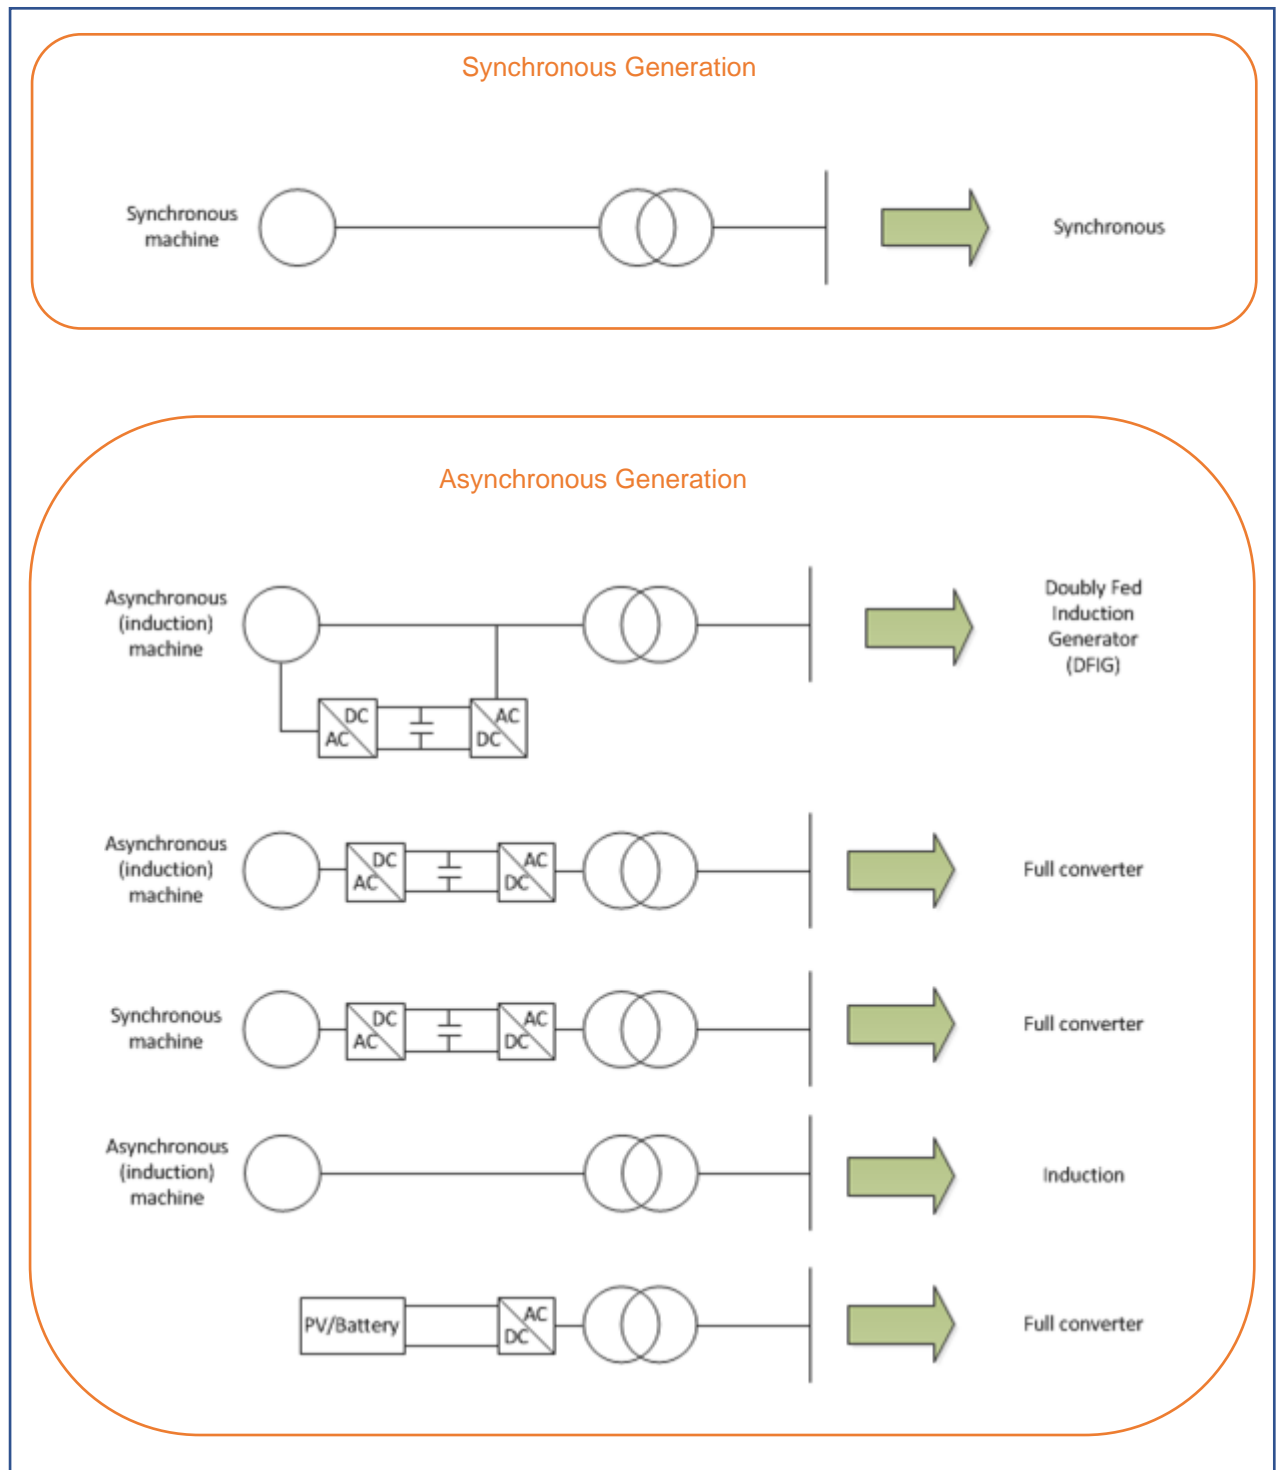 Synchronous Generation
Synchronous
machine
Synchronous
Asynchronous Generation
Asynchronous
(induction)
machine
DC
AC
AC
DC
Doubly Fed
Induction
Generator
(DFIG)
Asynchronous
(induction)
machine
DC
AC
AC
DC
Full converter
Synchronous
machine
DC
AC
AC
DC
Full converter
Asynchronous
(induction)
machine
Induction
PV/Battery
AC
DC
Full converter